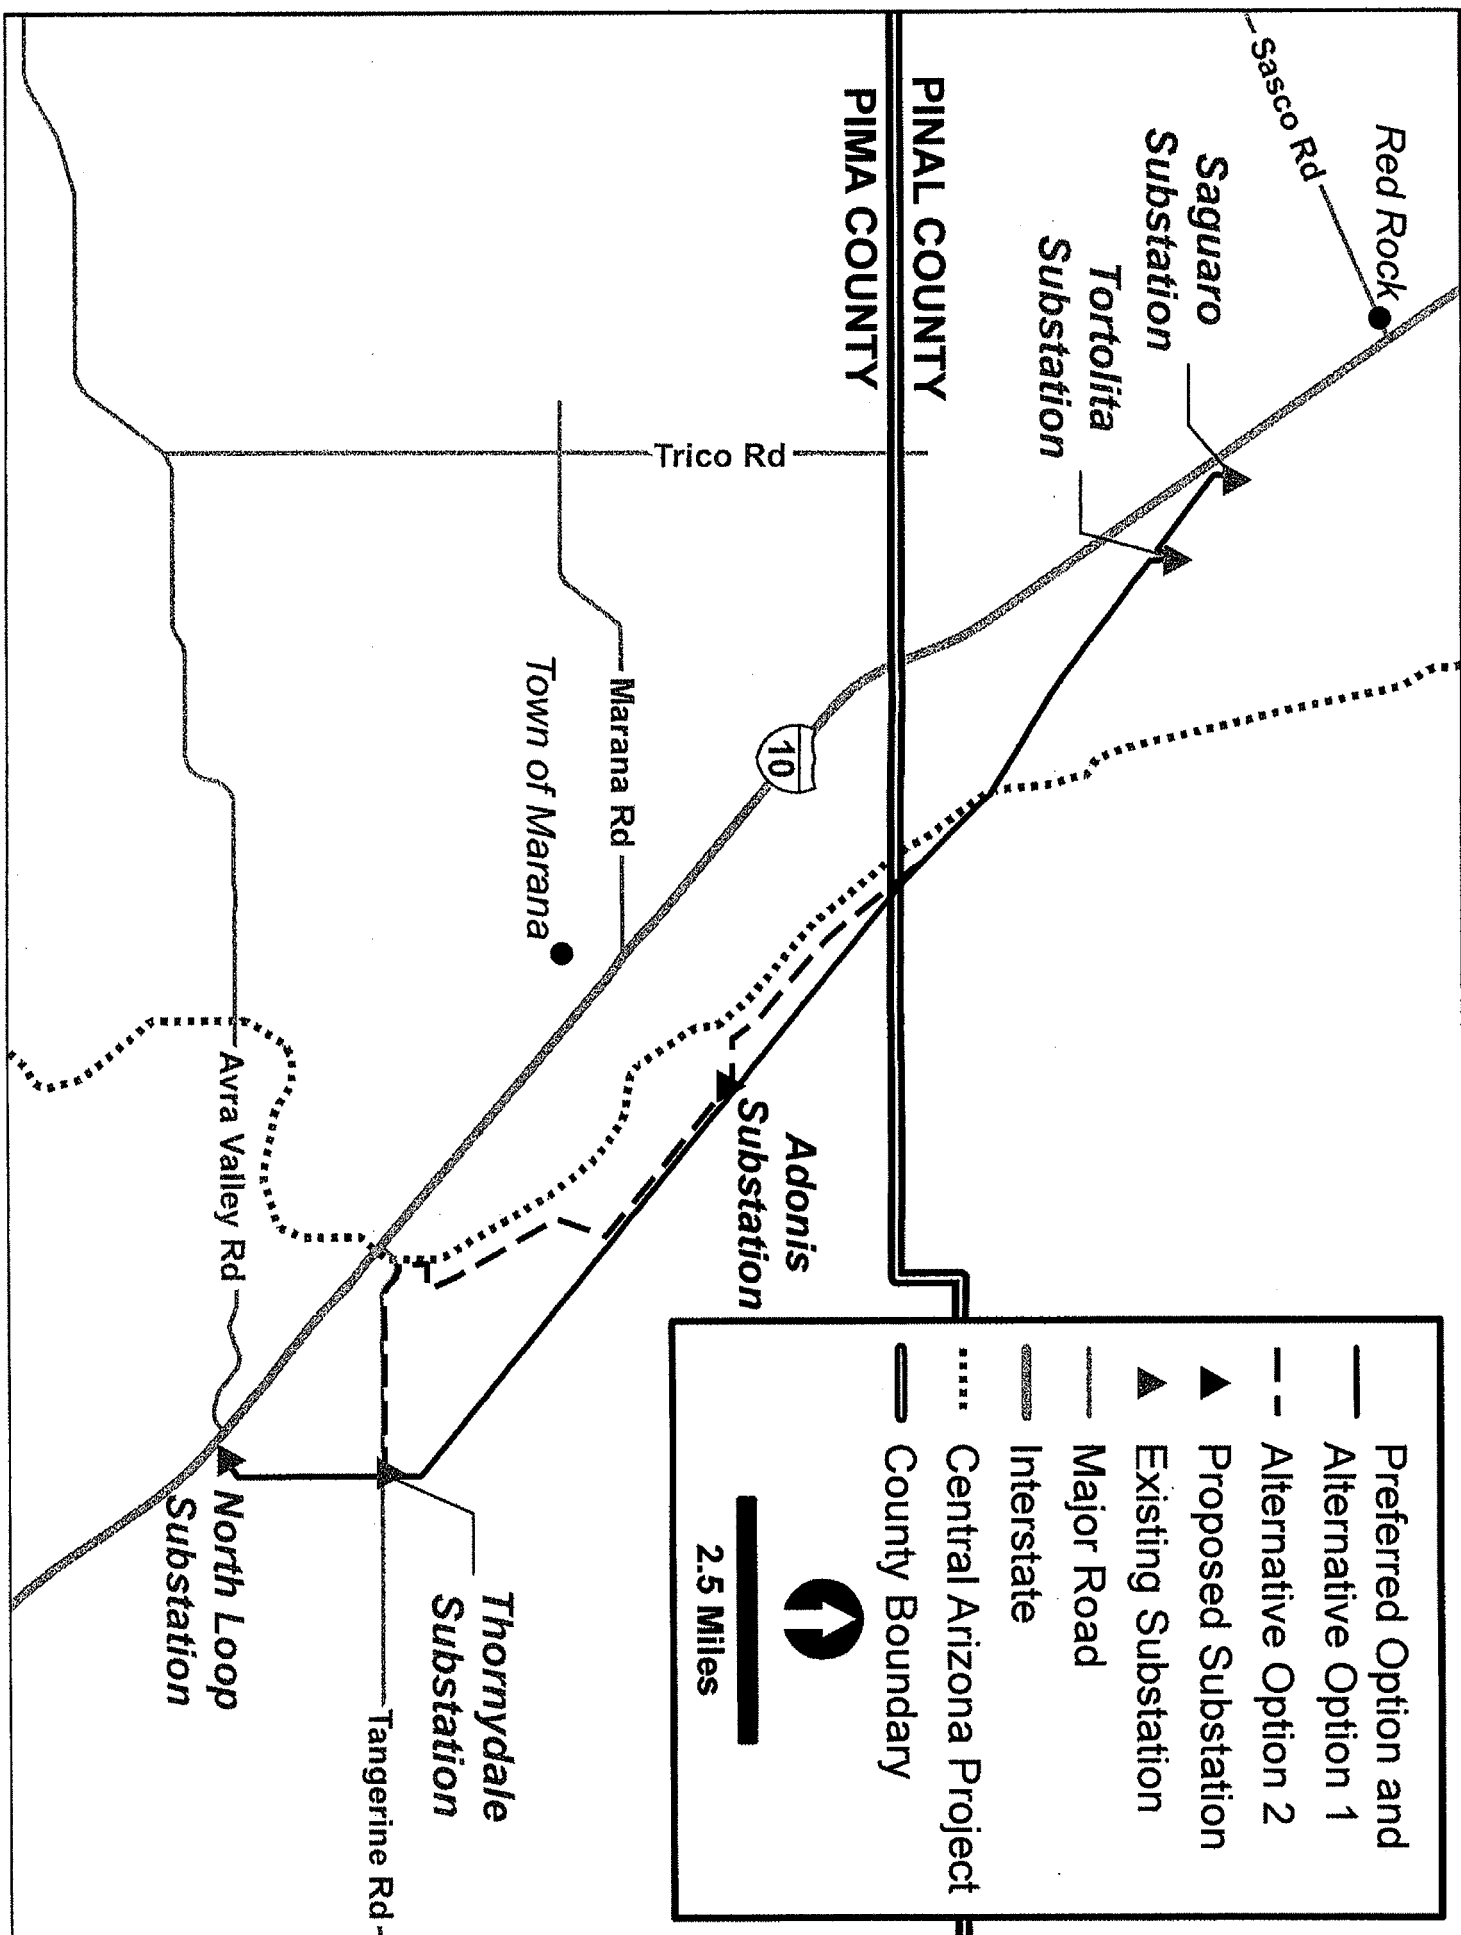 Red Rock
Sasco Rd
Saguaro
Substation
Tortolita
Substation
PINAL COUNTY
PIMA COUNTY
Trico Rd
Marana Rd
Town of Marana
10
Adonis
Substation
Avra Valley Rd
Thornydale
Substation
North Loop
Substation
Tangerine Rd
Preferred Option and
Alternative Option 1
Alternative Option 2
Proposed Substation
Existing Substation
Major Road
Interstate
Central Arizona Project
County Boundary
2.5 Miles